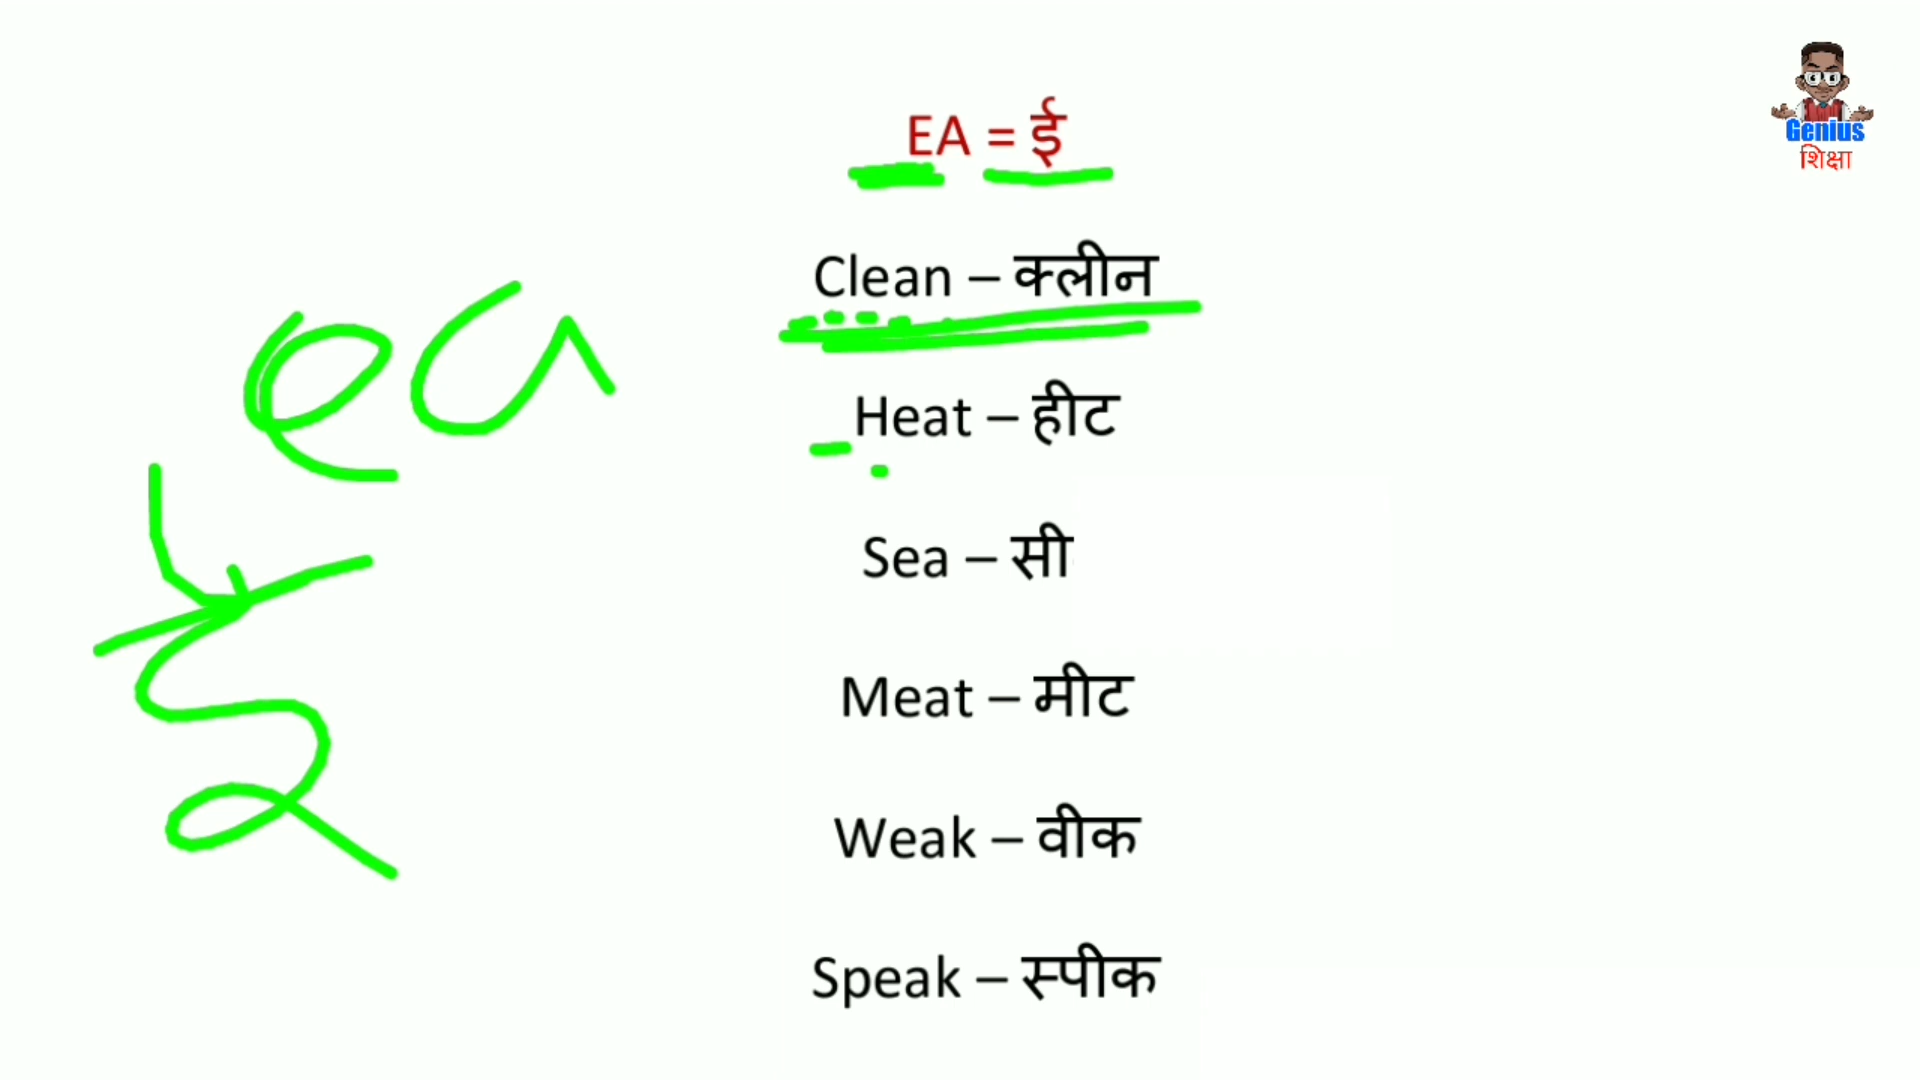 EA = ई
Clean – क्लीन
Heat – हीट
Sea – सी
Meat – मीट
Weak – वीक
Speak – स्पीक
ea
ई
Genius
शिक्षा